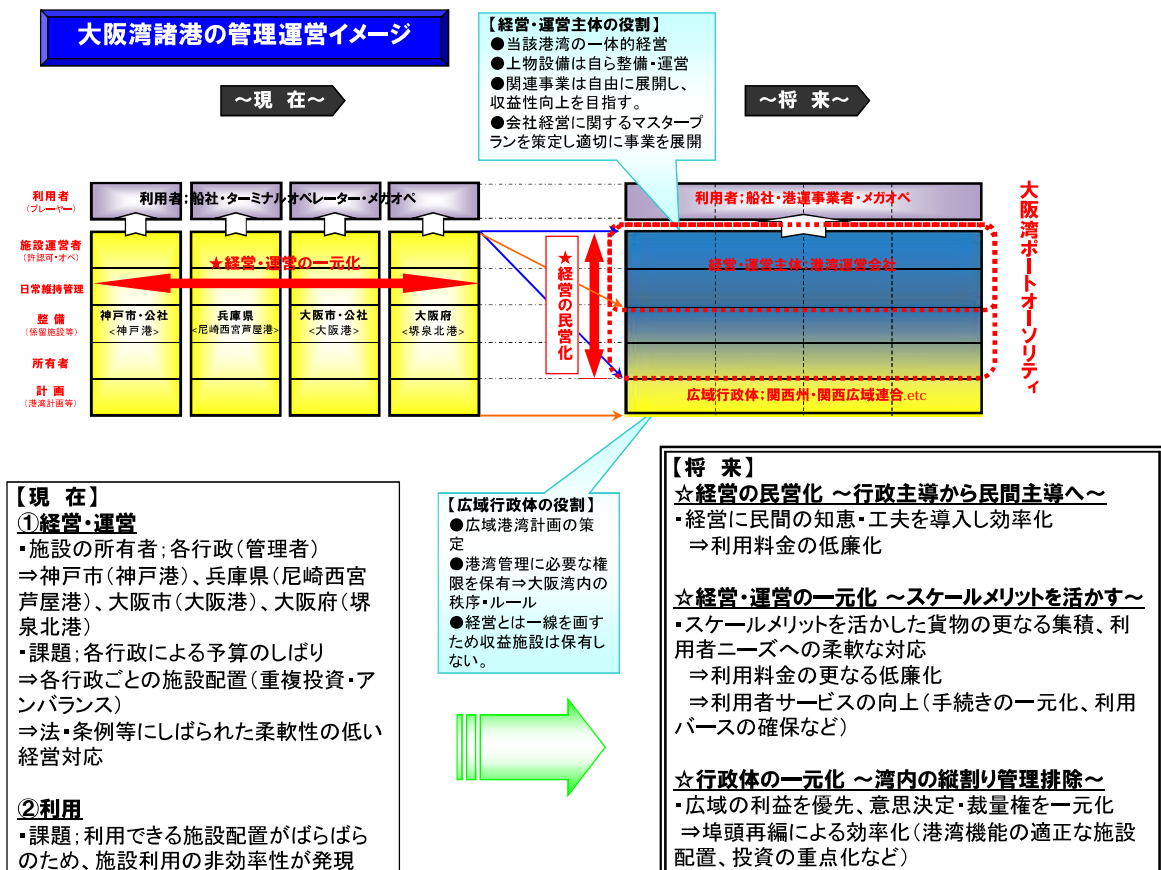 大阪湾諸港の管理運営イメージ
～現 在～
【経営・運営主体の役割】
●当該港湾の一体的経営
●上物設備は自ら整備・運営
●関連事業は自由に展開し、
収益性向上を目指す。
●会社経営に関するマスタープ
ランを策定し適切に事業を展開
～将 来～
利用者
(プレーヤー)
施設運営者
(許認可・オペ)
日常維持管理
整 備
(係留施設等)
所有者
計 画
(港湾計画等)
利用者;船社・ターミナルオペレーター・メガオペ
★経営・運営の一元化
神戸市・公社
<神戸港>
兵庫県
<尼崎西宮芦屋港>
大阪市・公社
<大阪港>
大阪府
<堺泉北港>
★経営の民営化
利用者;船社・港運事業者・メガオペ
経営・運営主体:港湾運営会社
広域行政体;関西州・関西広域連合.etc
大阪湾ポートオーソリティ
【現 在】
①経営・運営
・施設の所有者;各行政(管理者)
⇒神戸市(神戸港)、兵庫県(尼崎西宮
芦屋港)、大阪市(大阪港)、大阪府(堺
泉北港)
・課題;各行政による予算のしばり
⇒各行政ごとの施設配置(重複投資・ア
ンバランス)
⇒法・条例等にしばられた柔軟性の低い
経営対応
②利用
・課題;利用できる施設配置がばらばら
のため、施設利用の非効率性が発現
【広域行政体の役割】
●広域港湾計画の策
定
●港湾管理に必要な権
限を保有⇒大阪湾内の
秩序・ルール
●経営とは一線を画す
ため収益施設は保有し
ない。
【将 来】
☆経営の民営化 ～行政主導から民間主導へ～
・経営に民間の知恵・工夫を導入し効率化
⇒利用料金の低廉化
☆経営・運営の一元化 ～スケールメリットを活かす～
・スケールメリットを活かした貨物の更なる集積、利
用者ニーズへの柔軟な対応
⇒利用料金の更なる低廉化
⇒利用者サービスの向上(手続きの一元化、利用
バースの確保など)
☆行政体の一元化 ～湾内の縦割り管理排除～
・広域の利益を優先、意思決定・裁量権を一元化
⇒埠頭再編による効率化(港湾機能の適正な施設
配置、投資の重点化など)